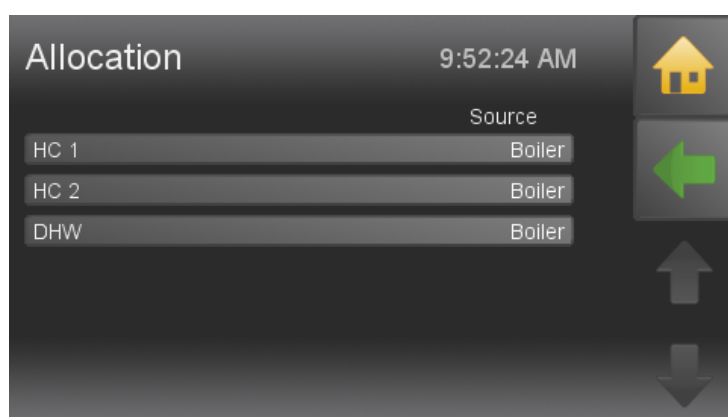 Allocation 9:52:24 AM
Source
HC 1 Boiler
HC 2 Boiler
DHW Boiler